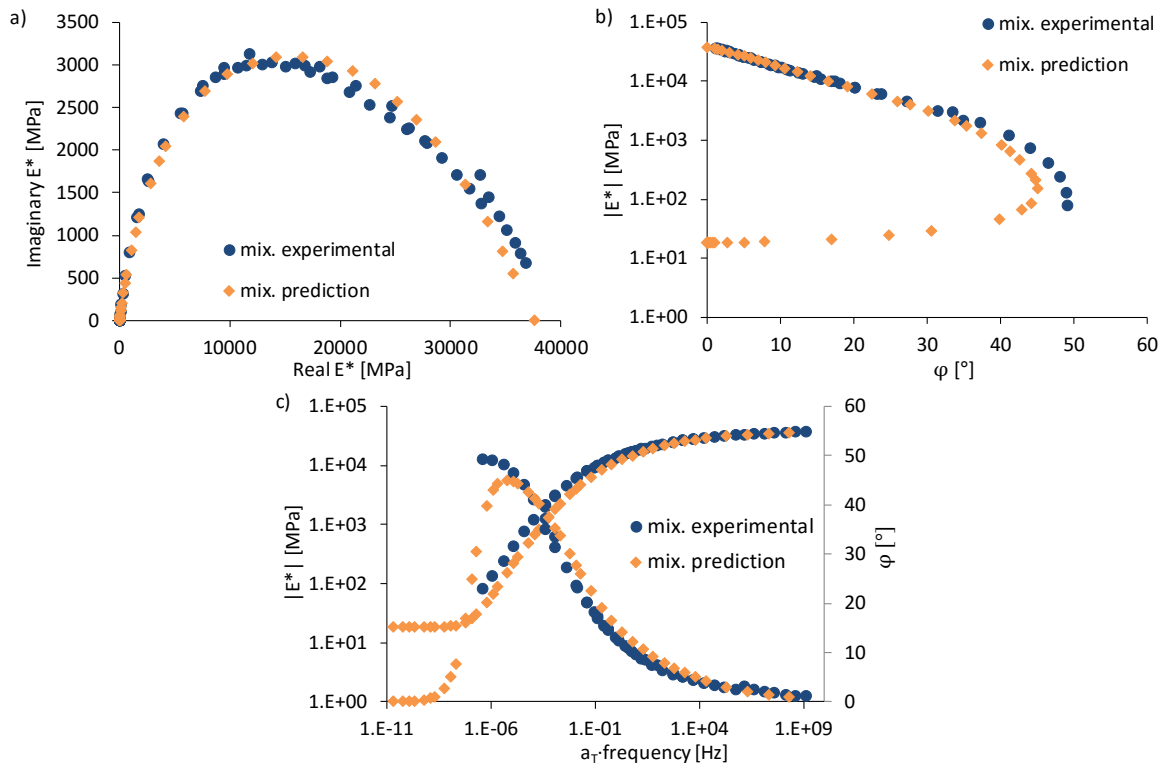 a)
3500
3000
2500
2000
1500
1000
500
0
Imaginary E* [MPa]
mix. experimental
mix. prediction
0 10000 20000 30000 40000
Real E* [MPa]
b)
1.E+05
1.E+04
1.E+03
1.E+02
1.E+01
1.E+00
|E*| [MPa]
mix. experimental
mix. prediction
0 10 20 30 40 50 60
φ [°]
c)
1.E+05
1.E+04
1.E+03
1.E+02
1.E+01
1.E+00
|E*| [MPa]
mix. experimental
mix. prediction
60
50
40
30
20
10
0
φ [°]
1.E-11 1.E-06 1.E-01 1.E+04 1.E+09
aT·frequency [Hz]